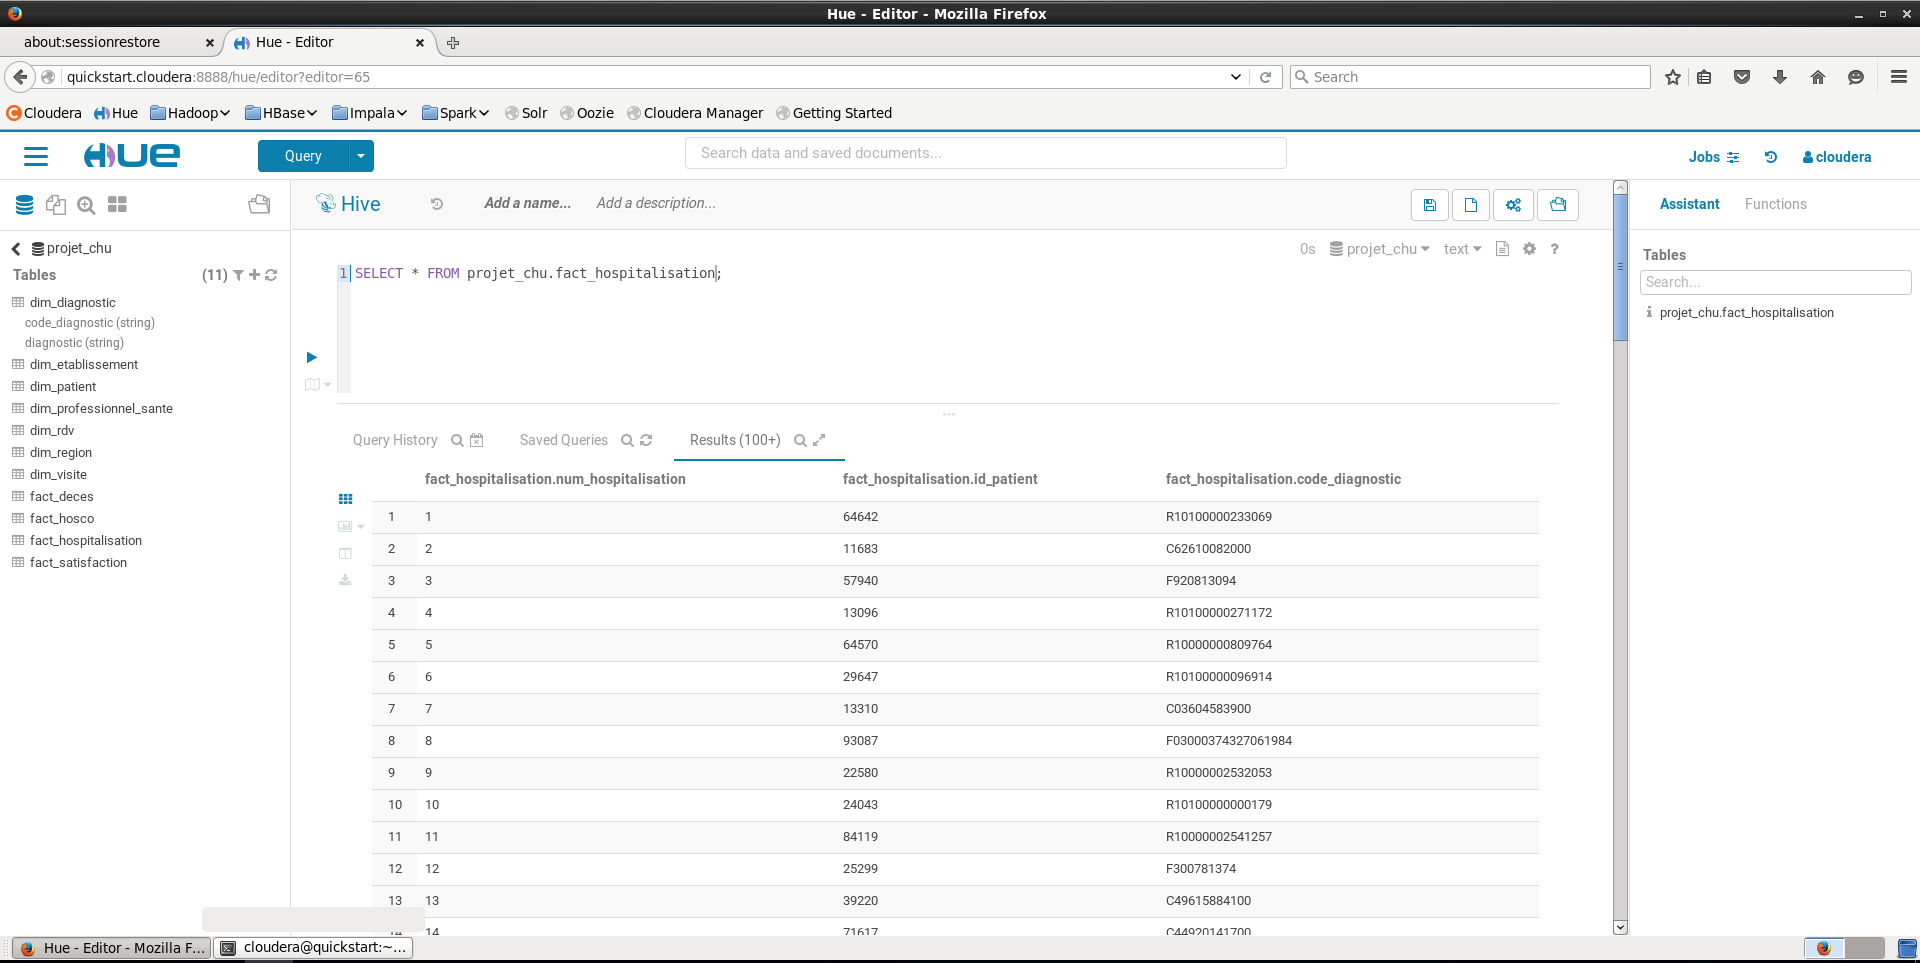 Hue - Editor - Mozilla Firefox
about:sessionrestore
Hue - Editor
quickstart.cloudera:8888/hue/editor?editor=65
Search
Cloudera Hue Hadoop HBase Impala Spark Solr Oozie Cloudera Manager Getting Started
HUE
Query
Search data and saved documents...
Jobs
cloudera
Hive
Add a name...
Add a description...
Assistant
Functions
projet_chu
Tables
(11)
dim_diagnostic
code_diagnostic (string)
diagnostic (string)
dim_etablissement
dim_patient
dim_professionnel_sante
dim_rdv
dim_region
dim_visite
fact_deces
fact_hosco
fact_hospitalisation
fact_satisfaction
0s projet_chu text ?
1 SELECT * FROM projet_chu.fact_hospitalisation;
Query History
Saved Queries
Results (100+)
fact_hospitalisation.num_hospitalisation fact_hospitalisation.id_patient fact_hospitalisation.code_diagnostic
1 1 64642 R10100000233069
2 2 11683 C62610082000
3 3 57940 F920813094
4 4 13096 R10100000271172
5 5 64570 R10000000809764
6 6 29647 R10100000096914
7 7 13310 C03604583900
8 8 93087 F03000374327061984
9 9 22580 R10000002532053
10 10 24043 R10100000000179
11 11 84119 R10000002541257
12 12 25299 F300781374
13 13 39220 C49615884100
14 14 71617 C44920141700
Tables
Search...
projet_chu.fact_hospitalisation
Hue - Editor - Mozilla F...
cloudera@quickstart:~...